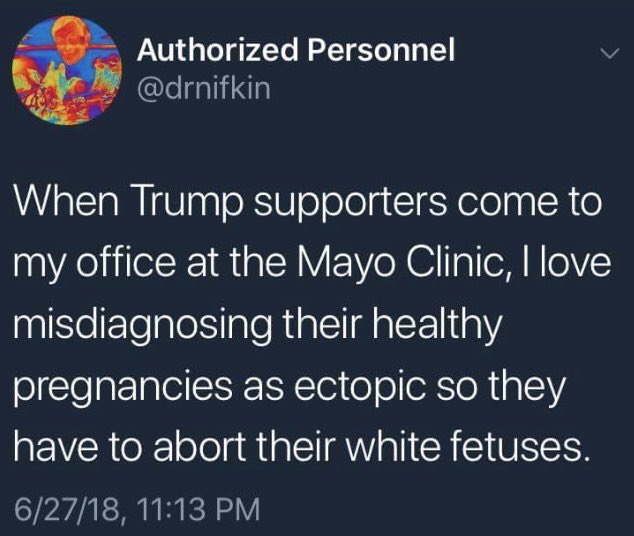 Authorized Personnel
@drnifkin
When Trump supporters come to
my office at the Mayo Clinic, I love
misdiagnosing their healthy
pregnancies as ectopic so they
have to abort their white fetuses.
6/27/18, 11:13 PM